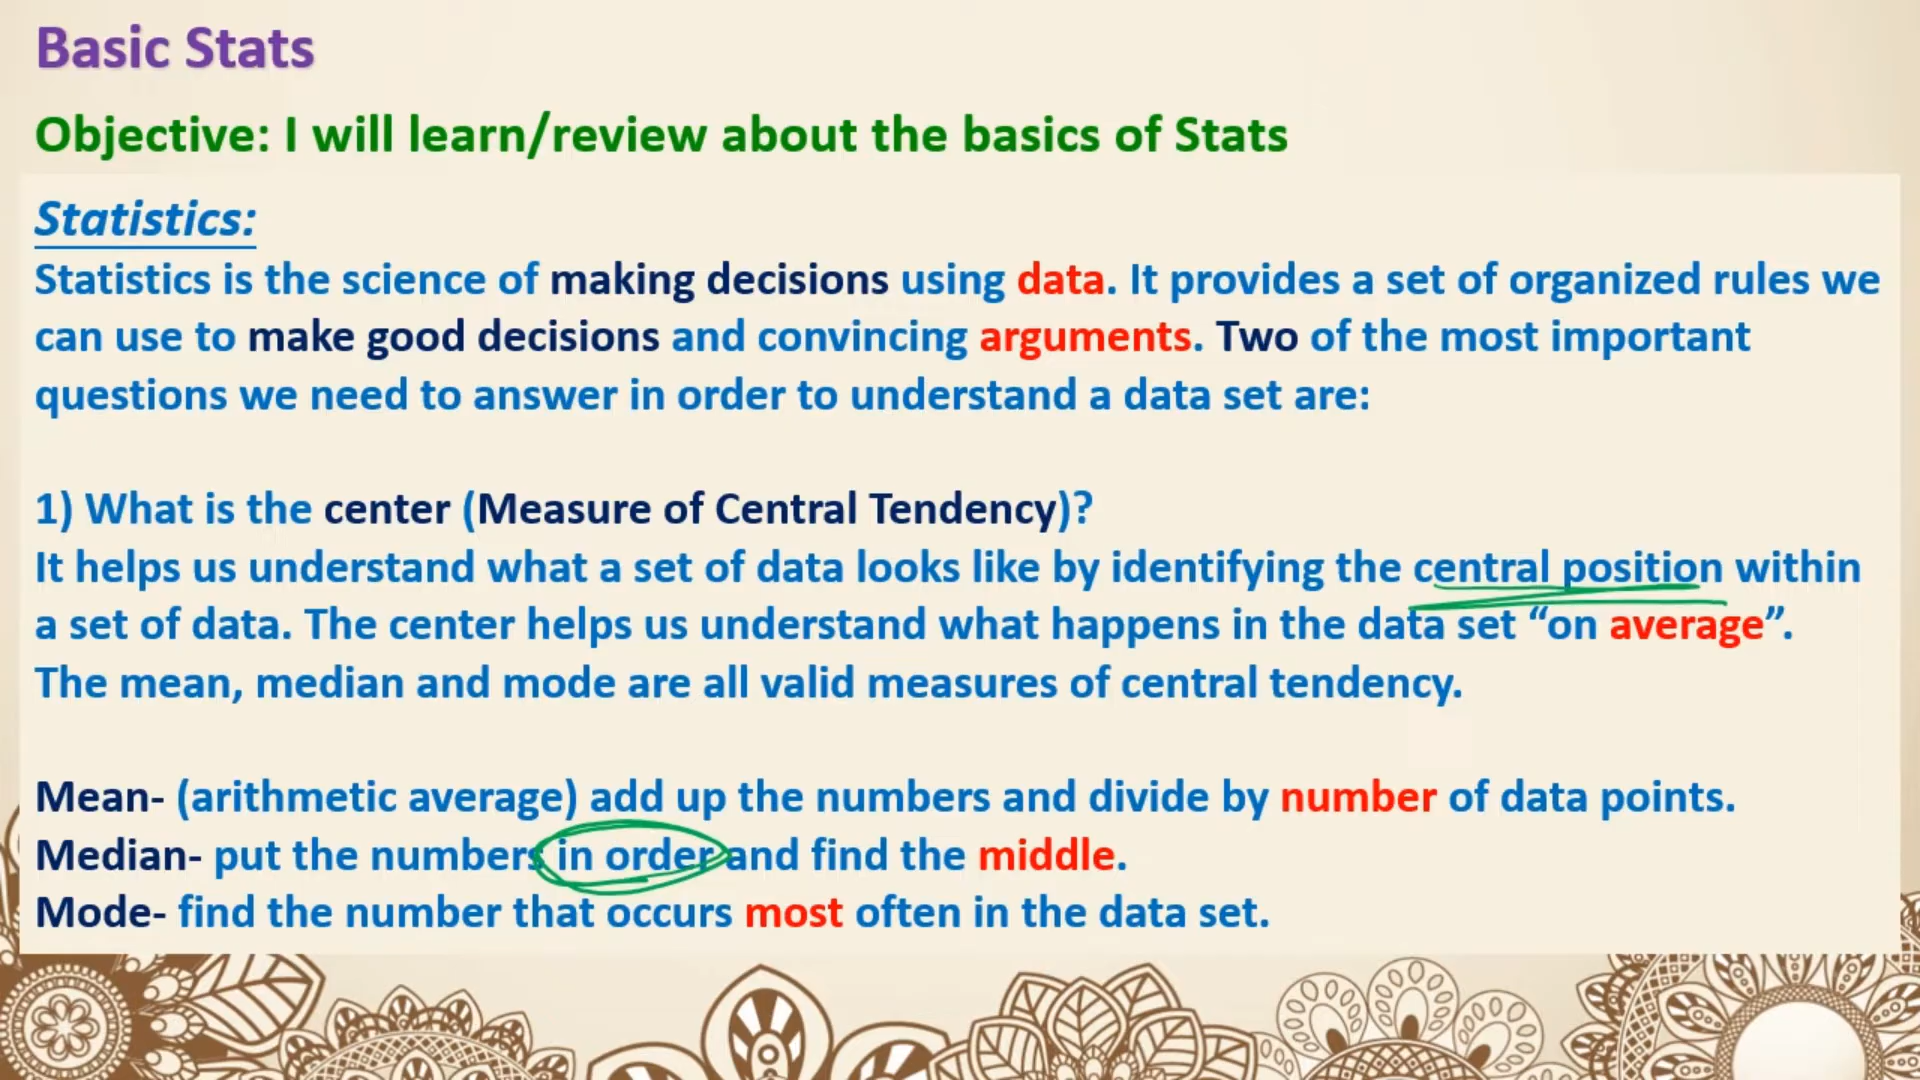 Basic Stats
Objective: I will learn/review about the basics of Stats
Statistics:
Statistics is the science of making decisions using data. It provides a set of organized rules we
can use to make good decisions and convincing arguments. Two of the most important
questions we need to answer in order to understand a data set are:
1) What is the center (Measure of Central Tendency)?
It helps us understand what a set of data looks like by identifying the central position within
a set of data. The center helps us understand what happens in the data set “on average”.
The mean, median and mode are all valid measures of central tendency.
Mean- (arithmetic average) add up the numbers and divide by number of data points.
Median- put the numbers in order and find the middle.
Mode- find the number that occurs most often in the data set.